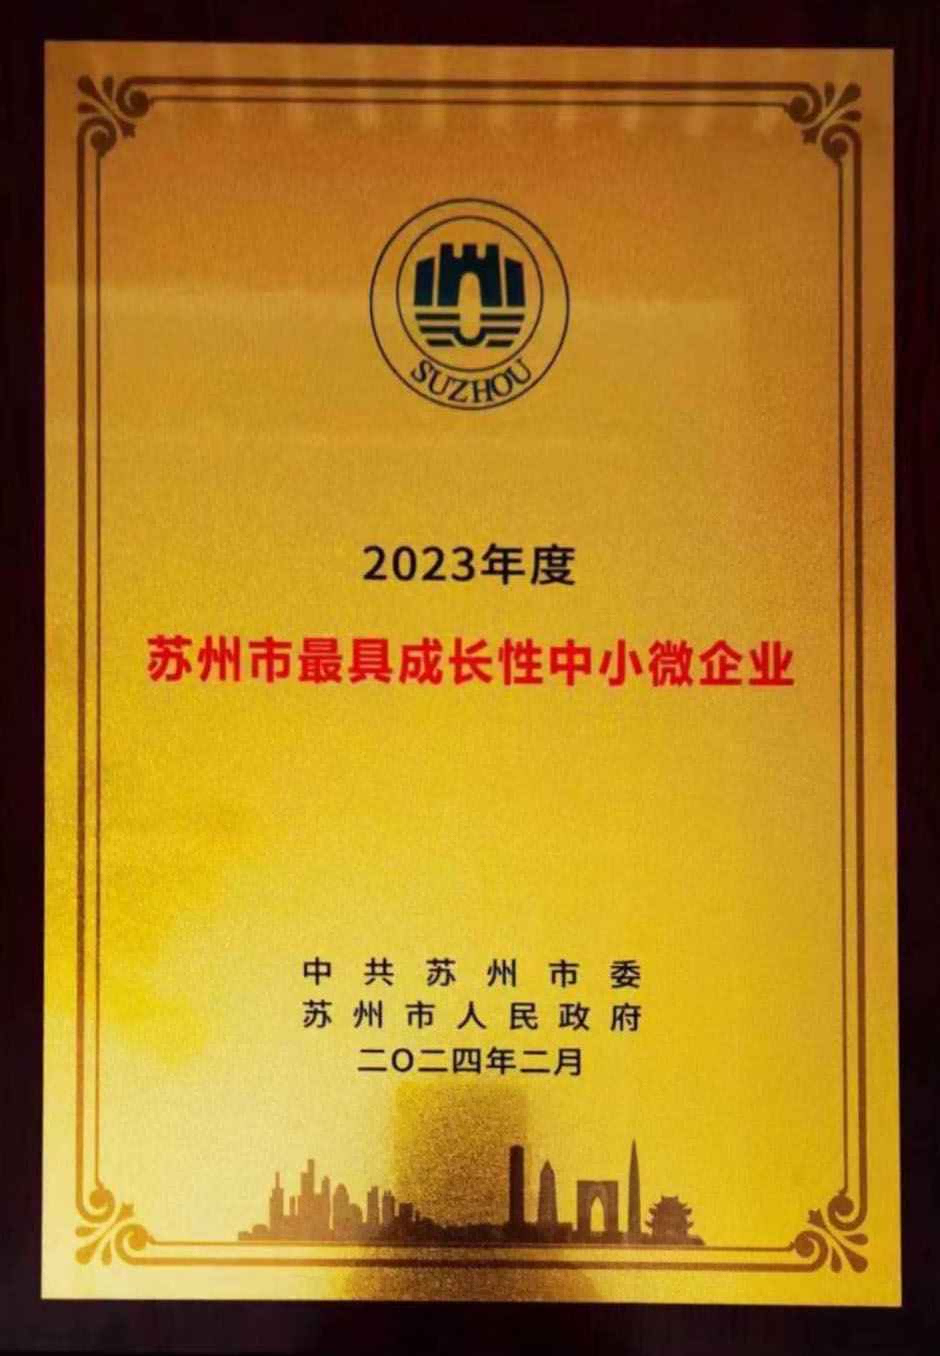 SUZHOU
2023年度
苏州市最具成长性中小微企业
中共苏州市委
苏州市人民政府
二〇二四年二月